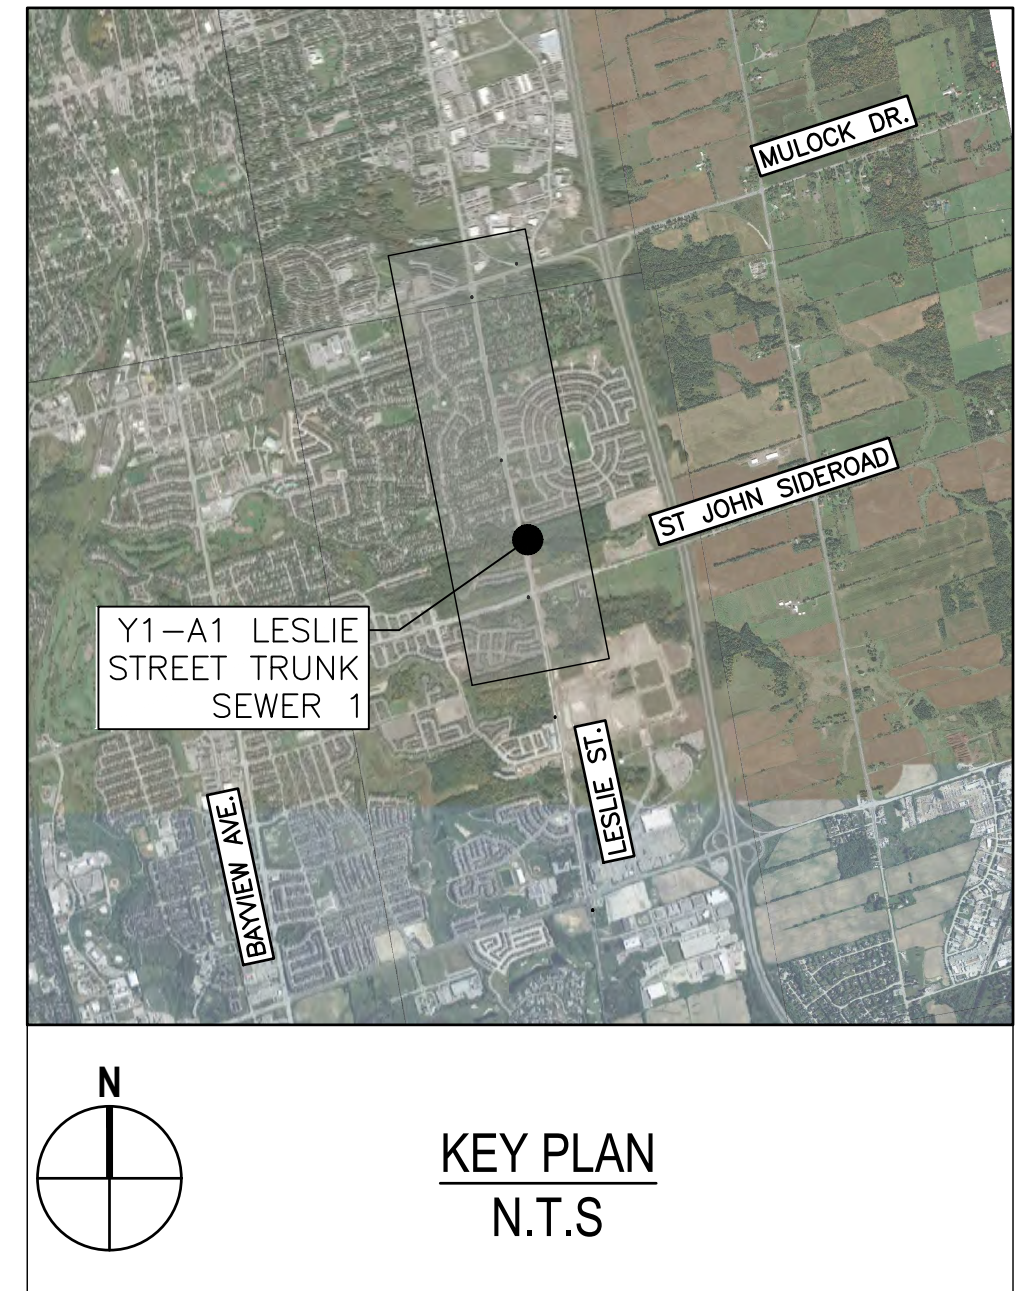 MULOCK DR.
ST JOHN SIDEROAD
Y1-A1 LESLIE
STREET TRUNK
SEWER 1
LESLIE ST.
BAYVIEW AVE.
N
KEY PLAN
N.T.S